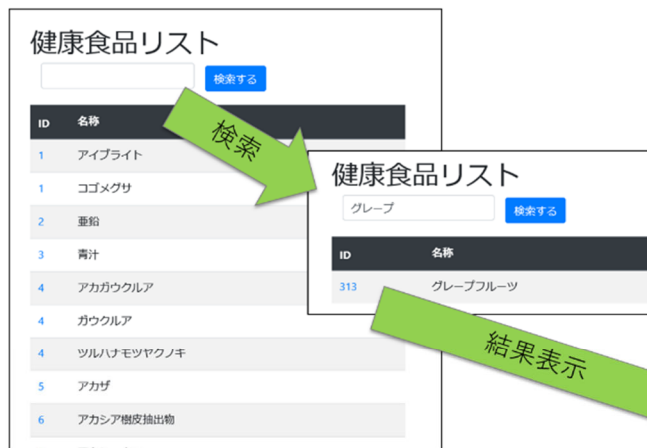 健康食品リスト
検索する
ID 名称
1 アイブライト
1 コゴメグサ
2 亜鉛
3 青汁
4 アカガウクルア
4 ガウクルア
4 ツルハナモツヤクノキ
5 アカザ
6 アカシア樹皮抽出物
検索
健康食品リスト
グレープ 検索する
ID 名称
313 グレープフルーツ
結果表示